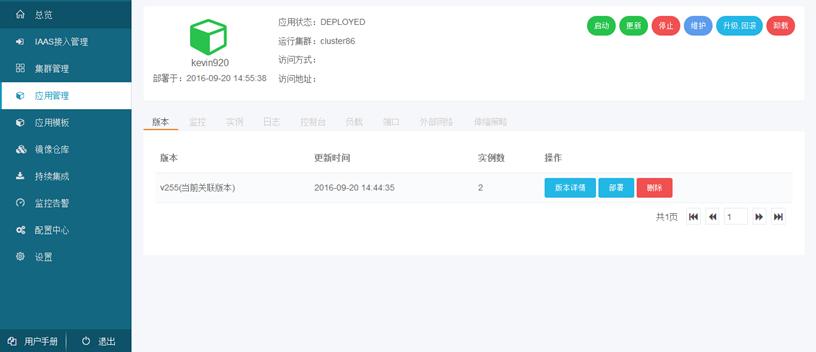 总览
IAAS接入管理
集群管理
应用管理
应用模板
镜像仓库
持续集成
监控告警
配置中心
设置
用户手册 退出
kevin920
部署于：2016-09-20 14:55:38
应用状态：DEPLOYED
运行集群：cluster86
访问方式：
访问地址：
启动 更新 停止 维护 升级,回滚 卸载
版本 监控 实例 日志 控制台 负载 端口 外部网络 伸缩策略
版本 更新时间 实例数 操作
v255(当前关联版本) 2016-09-20 14:44:35 2 版本详情 部署 删除
共1页 1